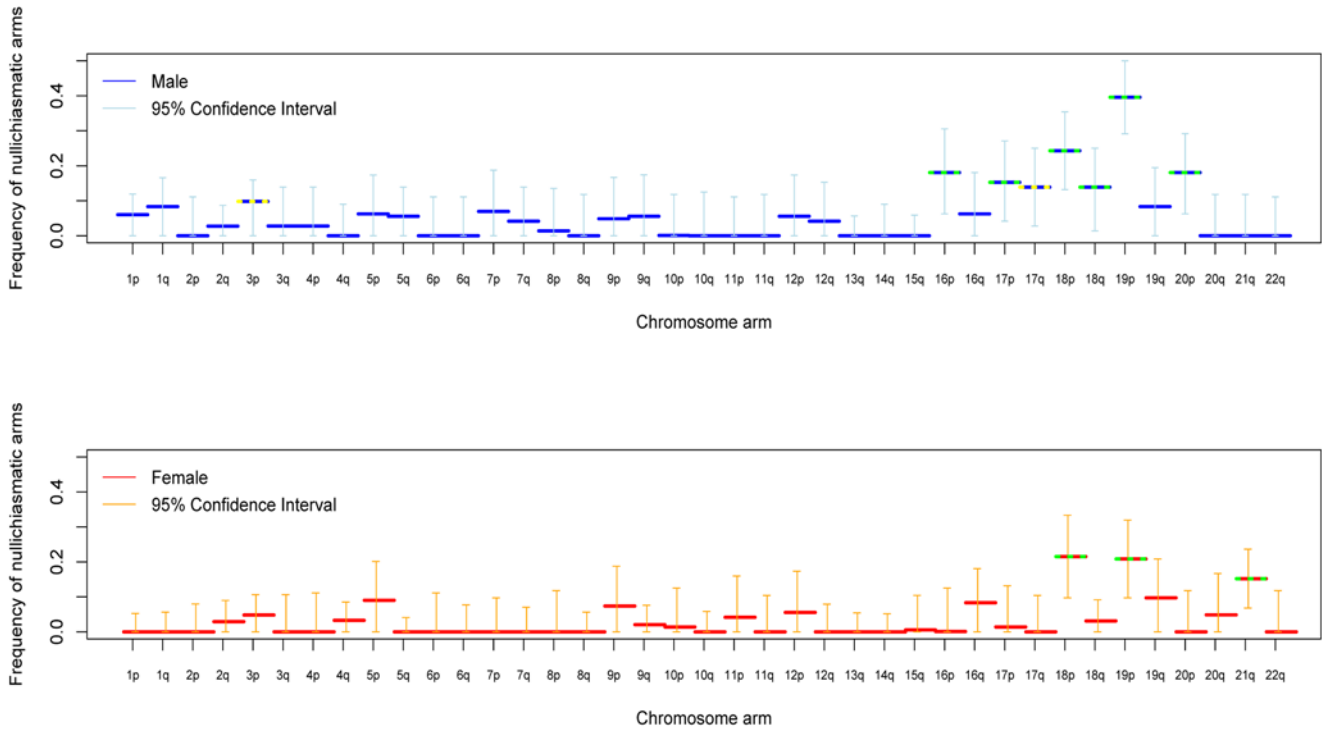 Frequency of nullichiasmatic arms
0.0 0.2 0.4
Male
95% Confidence Interval
1p 1q 2p 2q 3p 3q 4p 4q 5p 5q 6p 6q 7p 7q 8p 8q 9p 9q 10p 10q 11p 11q 12p 12q 13q 14q 15q 16p 16q 17p 17q 18p 18q 19p 19q 20p 20q 21q 22q
Chromosome arm
Frequency of nullichiasmatic arms
0.0 0.2 0.4
Female
95% Confidence Interval
1p 1q 2p 2q 3p 3q 4p 4q 5p 5q 6p 6q 7p 7q 8p 8q 9p 9q 10p 10q 11p 11q 12p 12q 13q 14q 15q 16p 16q 17p 17q 18p 18q 19p 19q 20p 20q 21q 22q
Chromosome arm